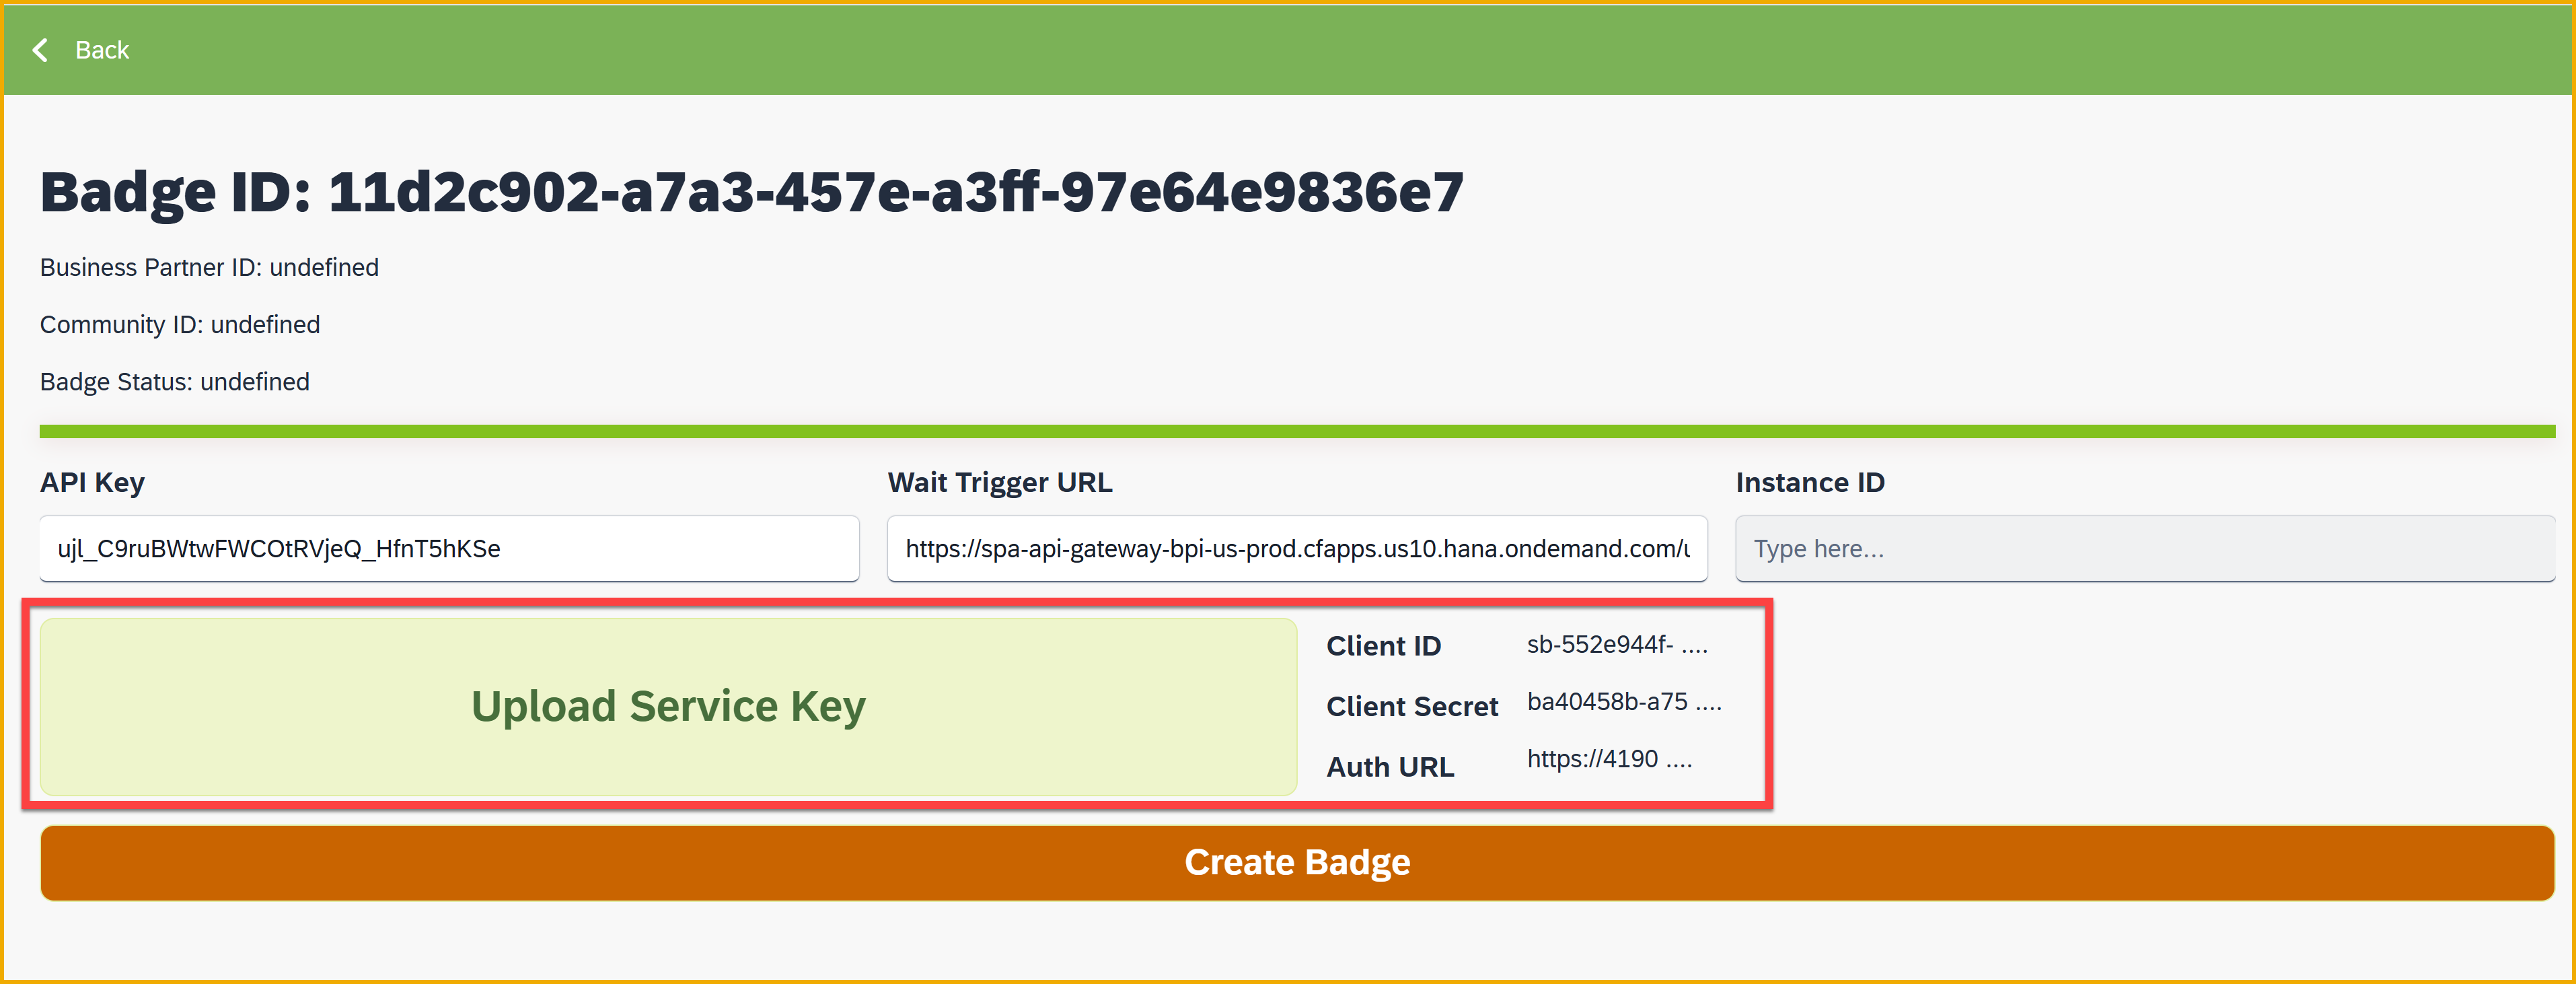 Back
Badge ID: 11d2c902-a7a3-457e-a3ff-97e64e9836e7
Business Partner ID: undefined
Community ID: undefined
Badge Status: undefined
API Key
Wait Trigger URL
Instance ID
ujl_C9ruBWtwFWCOtRVjeQ_HfnT5hKSe
https://spa-api-gateway-bpi-us-prod.cfapps.us10.hana.ondemand.com/u
Type here...
Upload Service Key
Client ID
sb-552e944f- ....
Client Secret
ba40458b-a75 ....
Auth URL
https://4190 ....
Create Badge